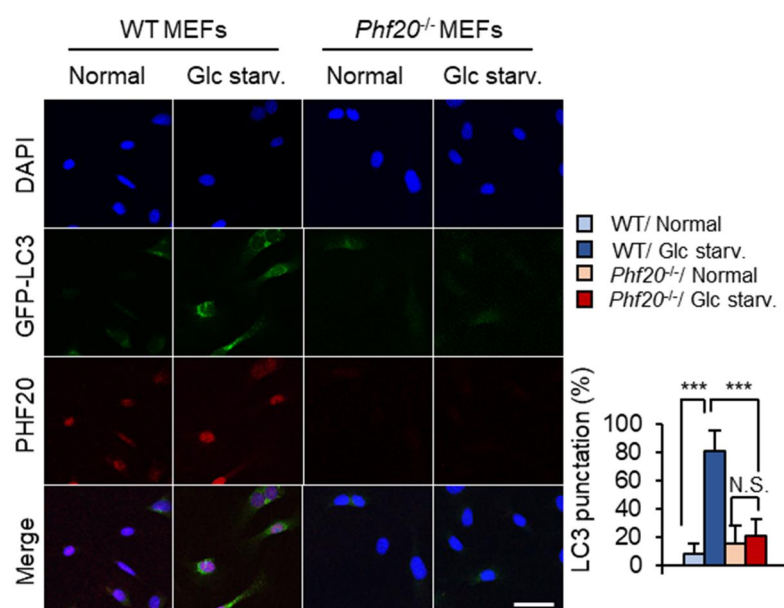 WT MEFs
Phf20-/- MEFs
Normal
Glc starv.
Normal
Glc starv.
DAPI
GFP-LC3
PHF20
Merge
WT/ Normal
WT/ Glc starv.
Phf20-/-/ Normal
Phf20-/-/ Glc starv.
LC3 punctation (%)
100
80
60
40
20
0
***
***
N.S.